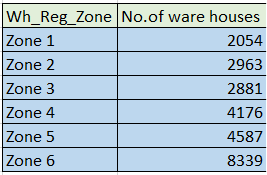 Wh_Reg_Zone No.of ware houses
Zone 1 2054
Zone 2 2963
Zone 3 2881
Zone 4 4176
Zone 5 4587
Zone 6 8339